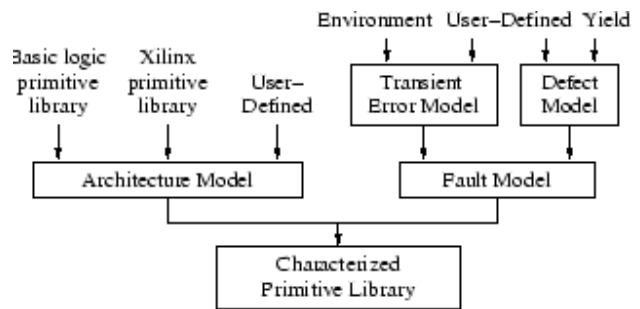 Environment User–Defined Yield
Basic logic primitive library
Xilinx primitive library
User–Defined
Transient Error Model
Defect Model
Architecture Model
Fault Model
Characterized Primitive Library